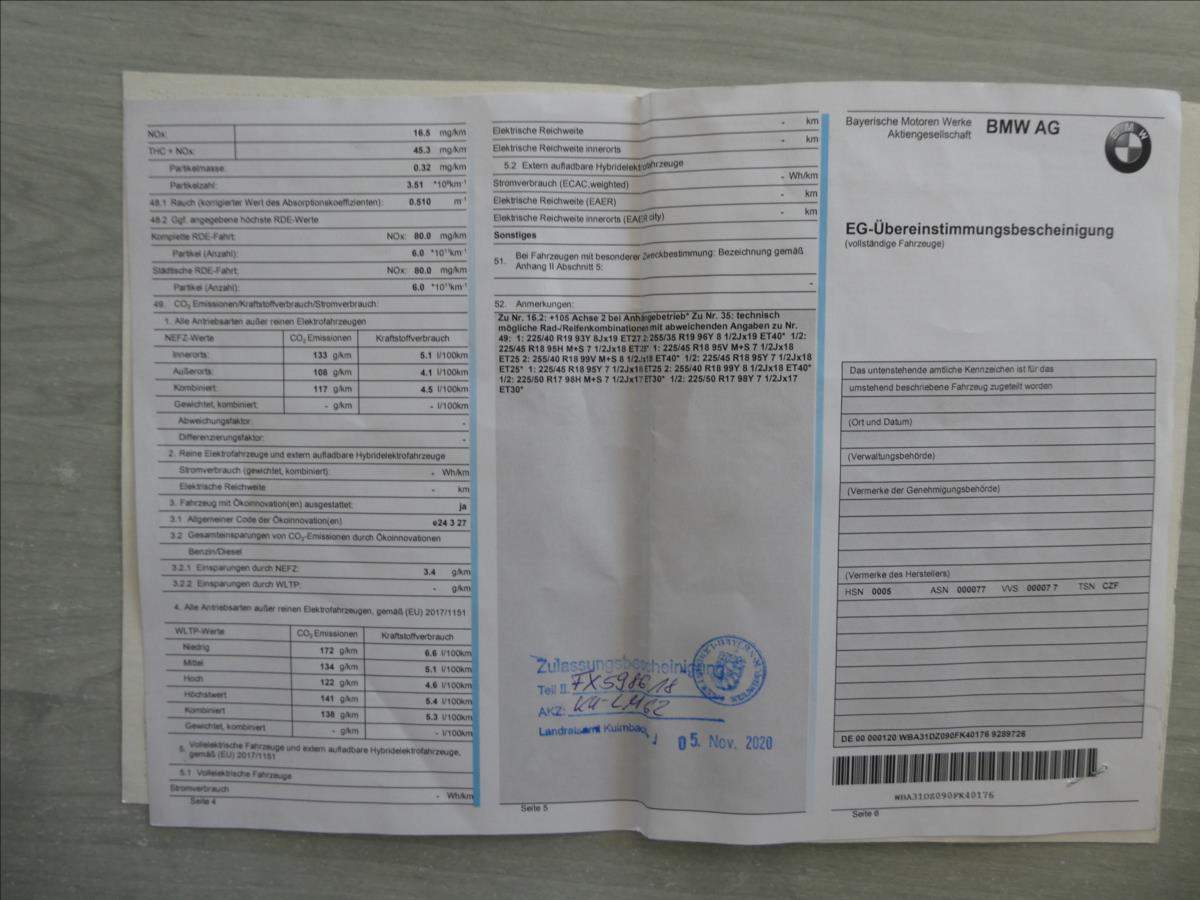 NOx: 16.5 mg/km
THC + NOx: 45.3 mg/km
Partikelmasse: 0.32 mg/km
Partikelzahl: 3.51 *10⁹km⁻¹
48.1 Rauch (korrigierter Wert des Absorptionskoeffizienten): 0.510 m⁻¹
48.2 Ggf. angegebene höchste RDE-Werte
Komplette RDE-Fahrt: NOx: 80.0 mg/km
Partikel (Anzahl): 6.0 *10¹¹km⁻¹
Städtische RDE-Fahrt: NOx: 80.0 mg/km
Partikel (Anzahl): 6.0 *10¹¹km⁻¹
49. CO₂ Emissionen/Kraftstoffverbrauch/Stromverbrauch:
1. Alle Antriebsarten außer reinen Elektrofahrzeugen
NEFZ-Werte CO₂ Emissionen Kraftstoffverbrauch
Innerorts: 133 g/km 5.1 l/100km
Außerorts: 108 g/km 4.1 l/100km
Kombiniert: 117 g/km 4.5 l/100km
Gewichtet, kombiniert: - g/km - l/100km
Abweichungsfaktor: -
Differenzierungsfaktor: -
2. Reine Elektrofahrzeuge und extern aufladbare Hybridelektrofahrzeuge
Stromverbrauch (gewichtet, kombiniert): - Wh/km
Elektrische Reichweite - km
3. Fahrzeug mit Ökoinnovation(en) ausgestattet: ja
3.1 Allgemeiner Code der Ökoinnovation(en) e24 3 27
3.2 Gesamteinsparungen von CO₂-Emissionen durch Ökoinnovationen
Benzin/Diesel
3.2.1 Einsparungen durch NEFZ: 3.4 g/km
3.2.2 Einsparungen durch WLTP: - g/km
4. Alle Antriebsarten außer reinen Elektrofahrzeugen, gemäß (EU) 2017/1151
WLTP-Werte CO₂ Emissionen Kraftstoffverbrauch
Niedrig 172 g/km 6.6 l/100km
Mittel 134 g/km 5.1 l/100km
Hoch 122 g/km 4.6 l/100km
Höchstwert 141 g/km 5.4 l/100km
Kombiniert 138 g/km 5.3 l/100km
Gewichtet, kombiniert - g/km - l/100km
5. Vollelektrische Fahrzeuge und extern aufladbare Hybridelektrofahrzeuge,
gemäß (EU) 2017/1151
5.1 Vollelektrische Fahrzeuge
Stromverbrauch - Wh/km
Seite 4
Elektrische Reichweite - km
Elektrische Reichweite innerorts - km
5.2 Extern aufladbare Hybridelektrofahrzeuge
Stromverbrauch (ECAC,weighted) - Wh/km
Elektrische Reichweite (EAER) - km
Elektrische Reichweite innerorts (EAER city) - km
Sonstiges
51. Bei Fahrzeugen mit besonderer Zweckbestimmung: Bezeichnung gemäß
Anhang II Abschnitt 5:
-
52. Anmerkungen:
Zu Nr. 16.2: +105 Achse 2 bei Anhängebetrieb* Zu Nr. 35: technisch
mögliche Rad-/Reifenkombinationen mit abweichenden Angaben zu Nr.
49: 1: 225/40 R19 93Y 8Jx19 ET27 2: 255/35 R19 96Y 8 1/2Jx19 ET40* 1/2:
225/45 R18 95H M+S 7 1/2Jx18 ET25* 1: 225/45 R18 95V M+S 7 1/2Jx18
ET25 2: 255/40 R18 99V M+S 8 1/2Jx18 ET40* 1/2: 225/45 R18 95Y 7 1/2Jx18
ET25* 1: 225/45 R18 95Y 7 1/2Jx18 ET25 2: 255/40 R18 99Y 8 1/2Jx18 ET40*
1/2: 225/50 R17 98H M+S 7 1/2Jx17 ET30* 1/2: 225/50 R17 98Y 7 1/2Jx17
ET30*
Zulassungsbescheinigung
Teil II: FX598618
AKZ: KU-LM62
Landratsamt Kulmbach,
05. Nov. 2020
Seite 5
Bayerische Motoren Werke
Aktiengesellschaft
BMW AG
BMW
EG-Übereinstimmungsbescheinigung
(vollständige Fahrzeuge)
Das untenstehende amtliche Kennzeichen ist für das
umstehend beschriebene Fahrzeug zugeteilt worden
(Ort und Datum)
(Verwaltungsbehörde)
(Vermerke der Genehmigungsbehörde)
(Vermerke des Herstellers)
HSN 0005 ASN 000077 VVS 00007 7 TSN CZF
DE 00 000120 WBA31DZ090FK40176 9289726
WBA31DZ090FK40176
Seite 6